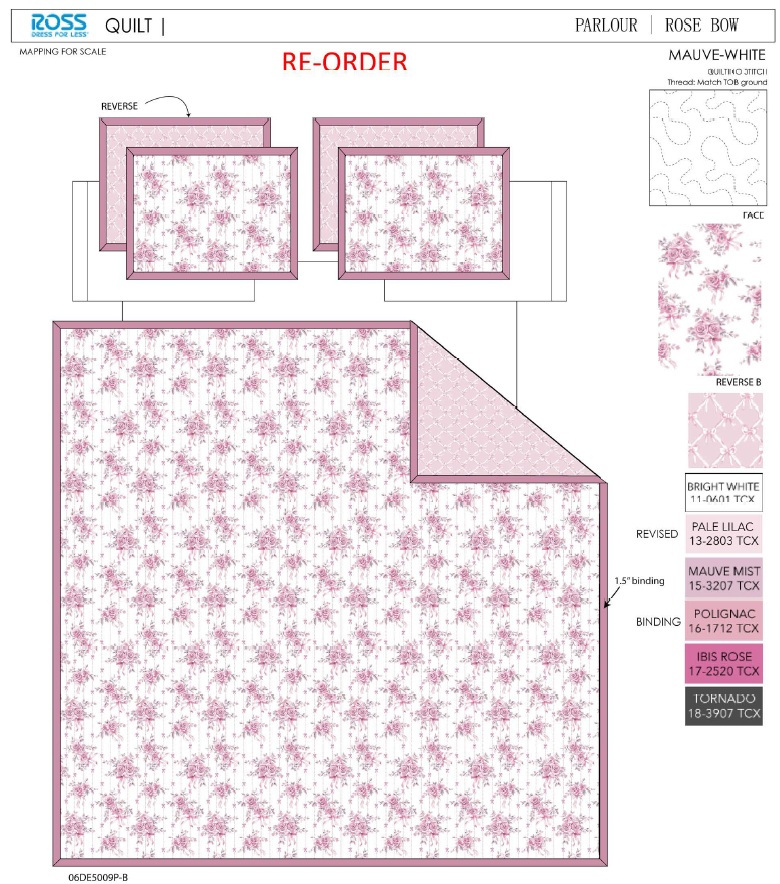 ROSS
DRESS FOR LESS®
QUILT |
PARLOUR | ROSE BOW
MAPPING FOR SCALE
RE-ORDER
MAUVE-WHITE
Thread: Match TOB ground
REVERSE
FACE
REVERSE B
BRIGHT WHITE
11-0601 TCX
REVISED
PALE LILAC
13-2803 TCX
MAUVE MIST
15-3207 TCX
1.5" binding
BINDING
POLIGNAC
16-1712 TCX
IBIS ROSE
17-2520 TCX
TORNADO
18-3907 TCX
06DE5009P-B